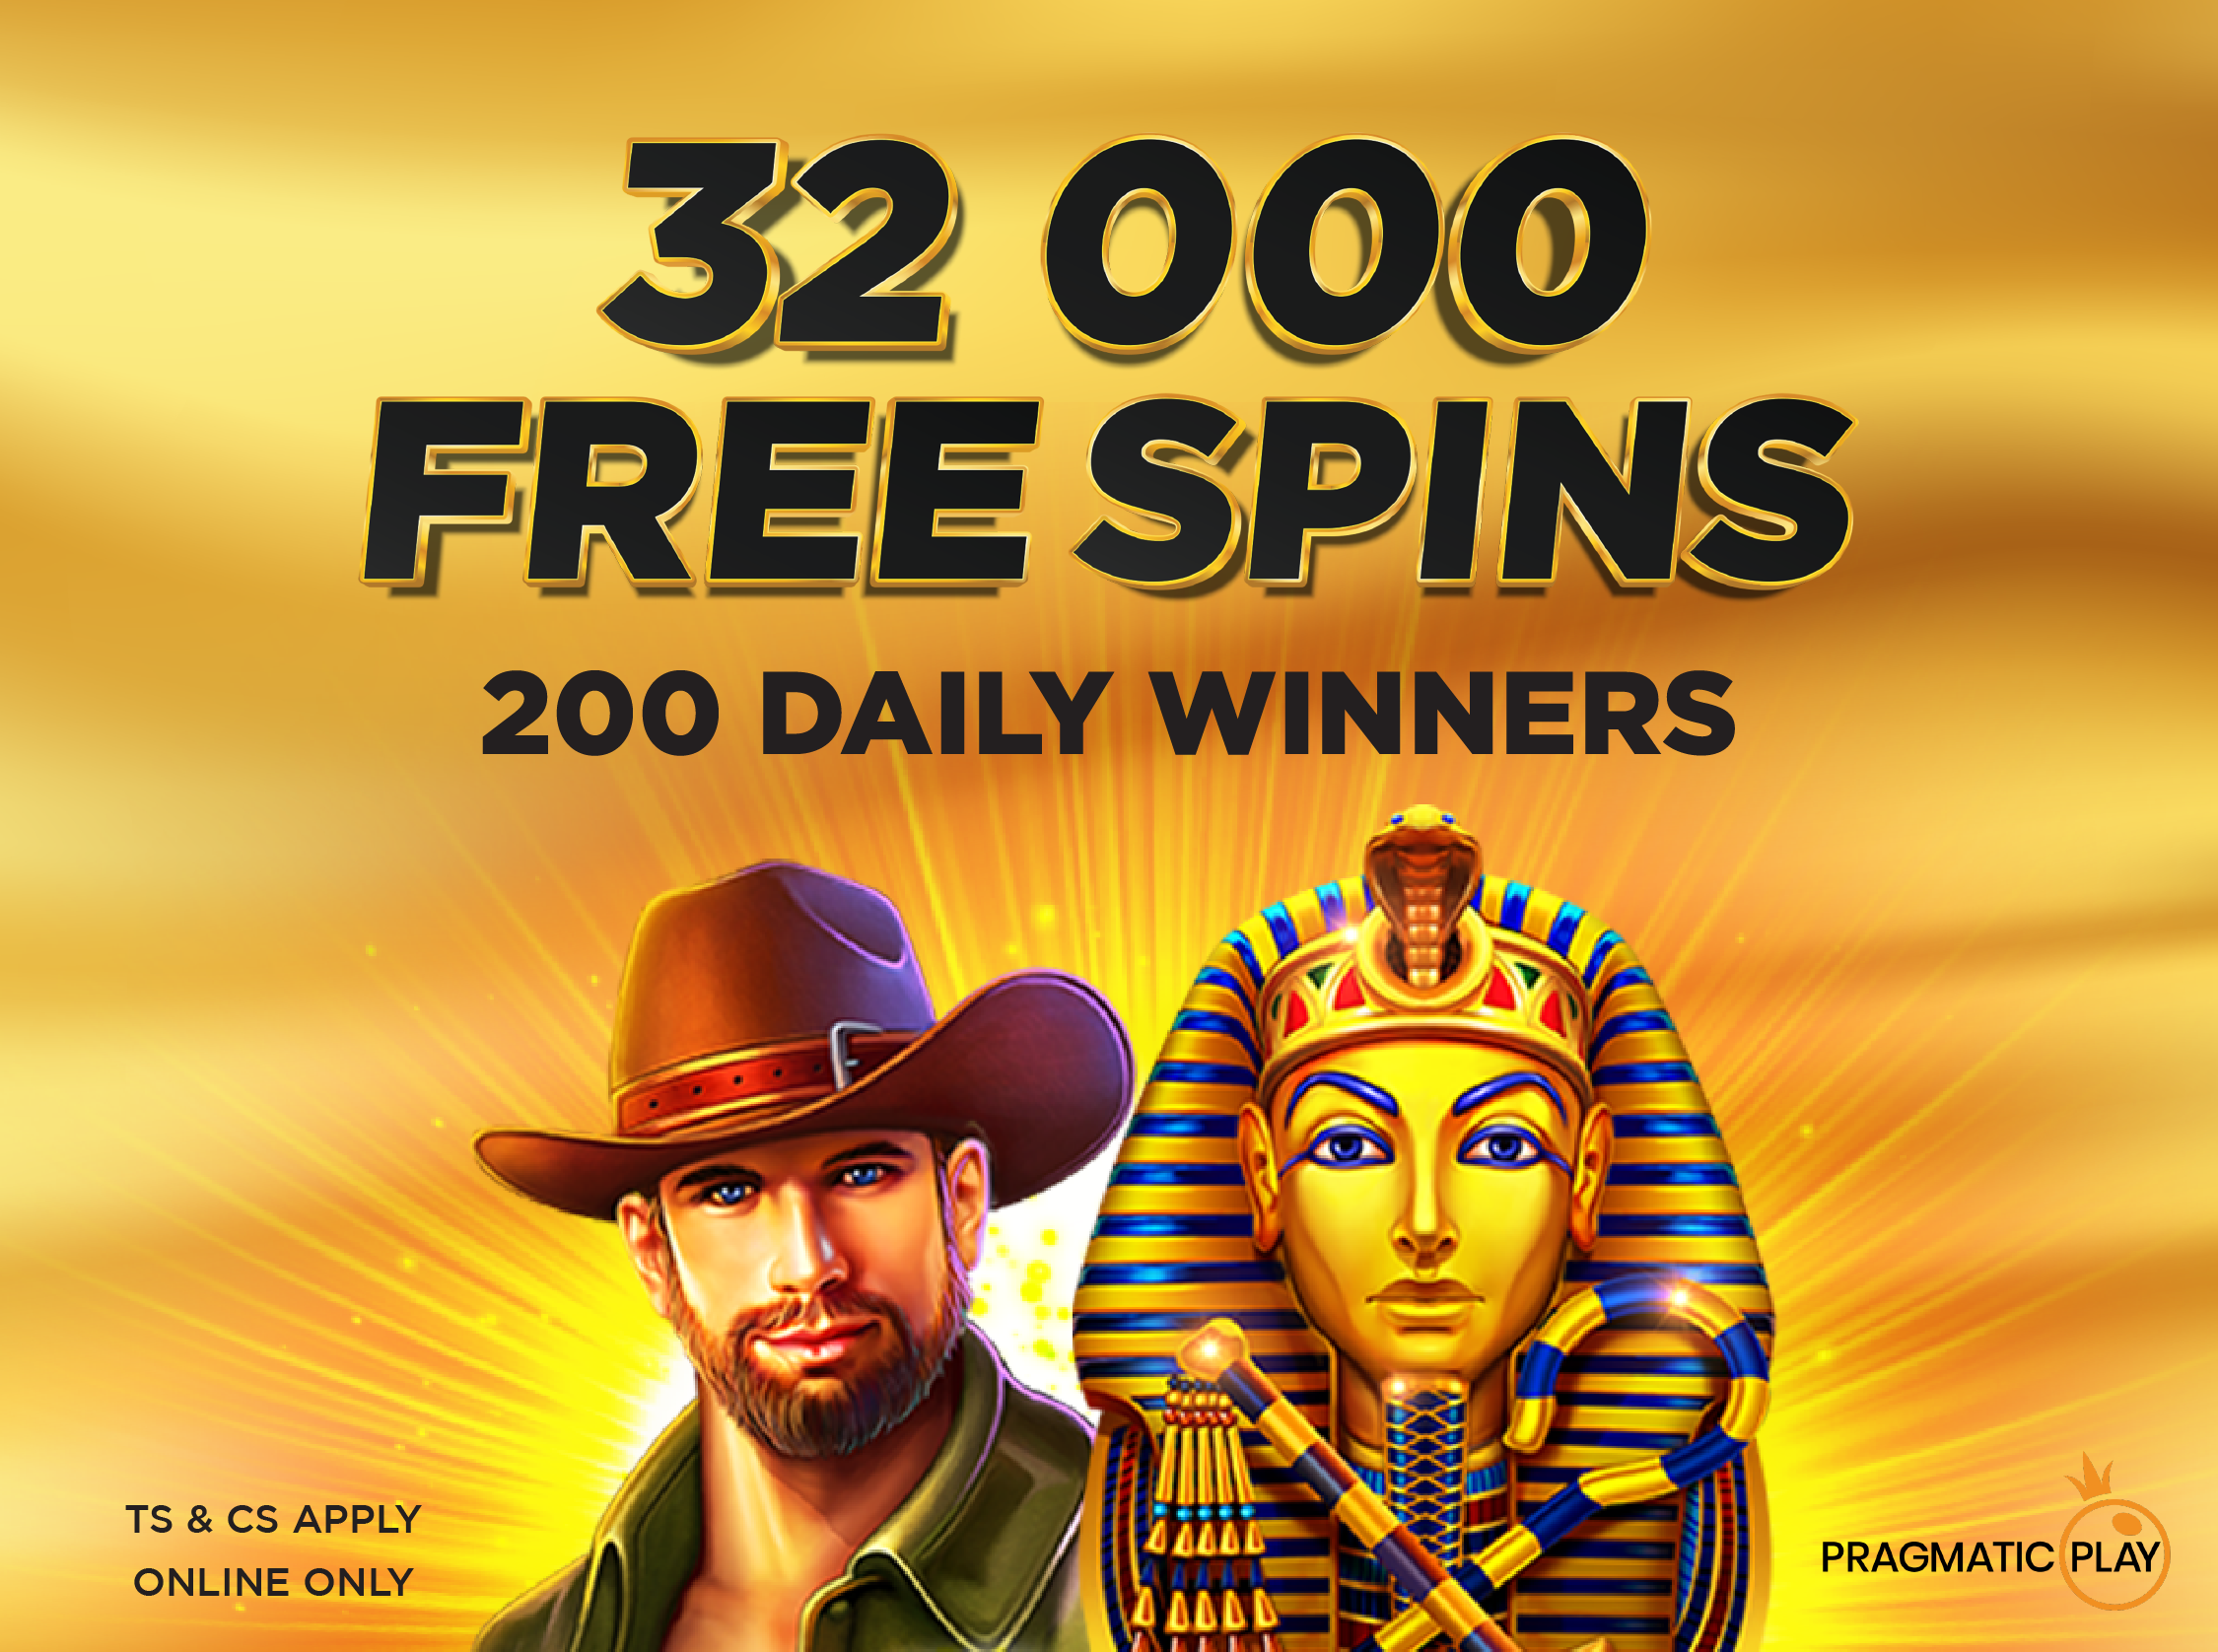 32 000
FREE SPINS
200 DAILY WINNERS
TS & CS APPLY
ONLINE ONLY
PRAGMATIC PLAY